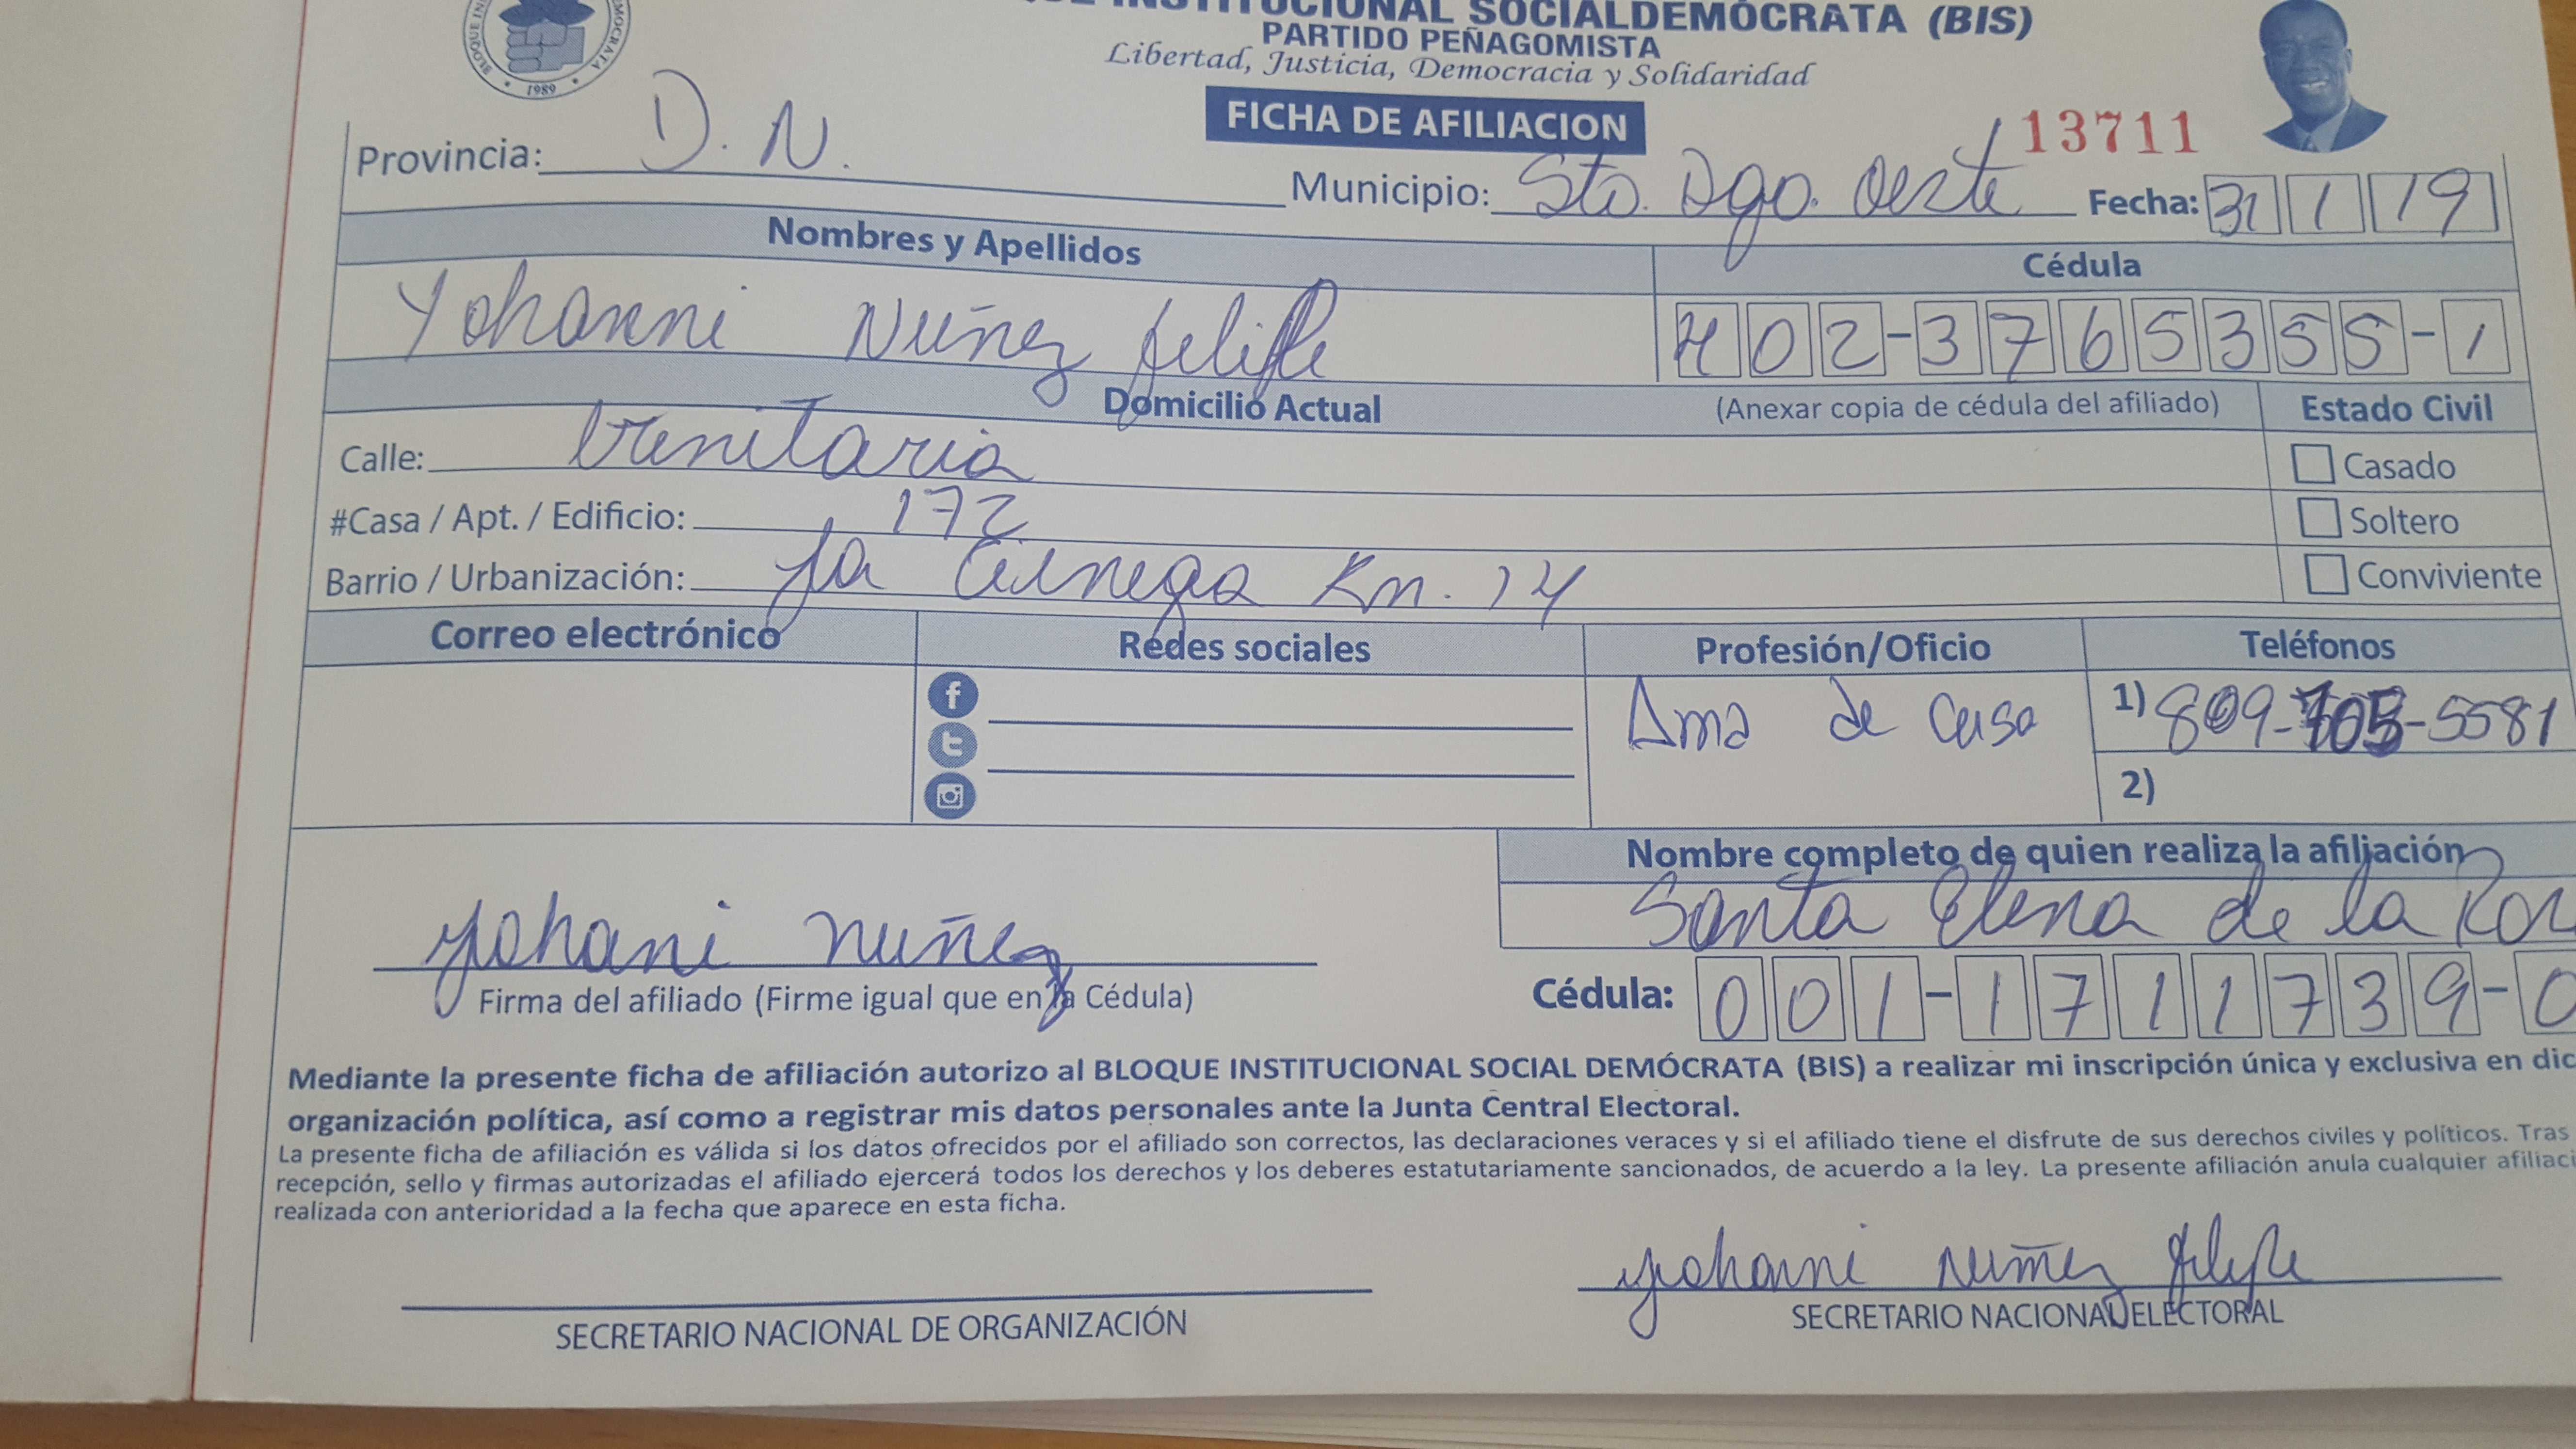 INSTITUCIONAL SOCIALDEMÓCRATA (BIS)
PARTIDO PEÑAGOMISTA
Libertad, Justicia, Democracia y Solidaridad
1989
FICHA DE AFILIACION
13711
Provincia: D. N.
Municipio: Sto. Dgo. Oeste Fecha: 31 1 19
Nombres y Apellidos Cédula
Yohanni Nuñez felipe 402-3765355-1
Domicilio Actual (Anexar copia de cédula del afiliado) Estado Civil
Calle:
Casado
#Casa / Apt. / Edificio: 172
Soltero
Barrio / Urbanización: La Cienega Km. 14
Conviviente
Correo electrónico Redes sociales Profesión/Oficio Teléfonos
Ama de Casa 1) 809-705-5581
2)
Nombre completo de quien realiza la afiliación
Santa Elena de la
yohani nuñez
Firma del afiliado (Firme igual que en la Cédula)
Cédula: 001-1711739-0
Mediante la presente ficha de afiliación autorizo al BLOQUE INSTITUCIONAL SOCIAL DEMÓCRATA (BIS) a realizar mi inscripción única y exclusiva en dic
organización política, así como a registrar mis datos personales ante la Junta Central Electoral.
La presente ficha de afiliación es válida si los datos ofrecidos por el afiliado son correctos, las declaraciones veraces y si el afiliado tiene el disfrute de sus derechos civiles y políticos. Tras
recepción, sello y firmas autorizadas el afiliado ejercerá todos los derechos y los deberes estatutariamente sancionados, de acuerdo a la ley. La presente afiliación anula cualquier afiliaci
realizada con anterioridad a la fecha que aparece en esta ficha.
yohanni Nuñez felipe
SECRETARIO NACIONAL DE ORGANIZACIÓN SECRETARIO NACIONAL ELECTORAL